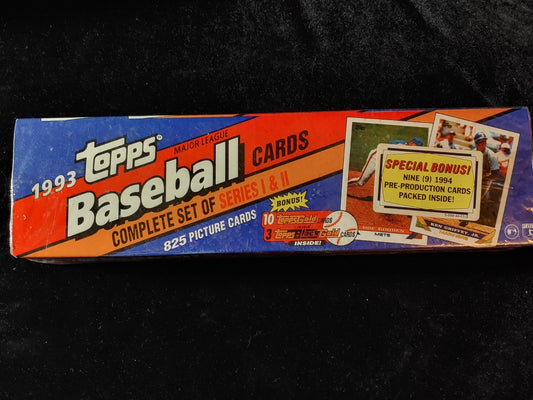 1993 Topps
MAJOR LEAGUE
Baseball CARDS
COMPLETE SET OF SERIES I & II
825 PICTURE CARDS
BONUS!
10 Topps Gold CARDS
and
3 Topps Black Gold CARDS
INSIDE!
SPECIAL BONUS!
NINE (9) 1994
PRE-PRODUCTION CARDS
PACKED INSIDE!
GOODEN
METS
KEN GRIFFEY, JR.